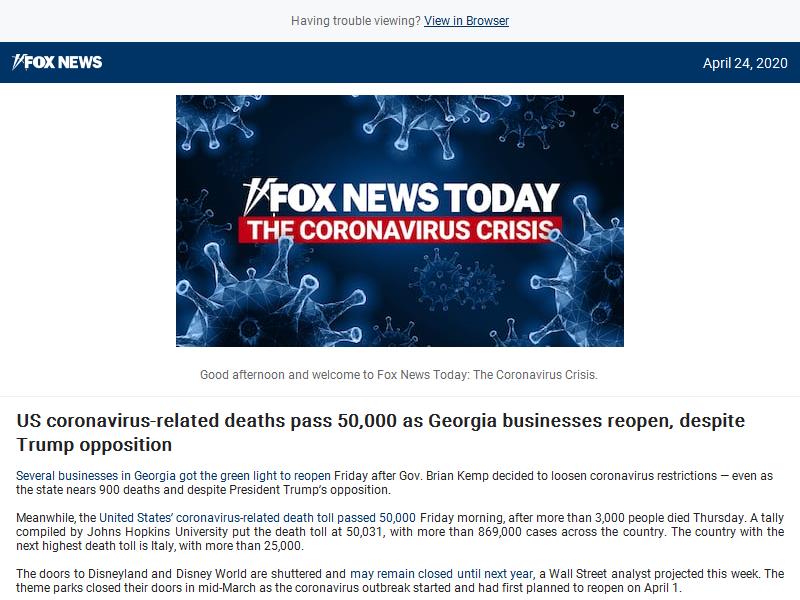 Having trouble viewing? View in Browser
FOX NEWS
April 24, 2020
FOX NEWS TODAY
THE CORONAVIRUS CRISIS
Good afternoon and welcome to Fox News Today: The Coronavirus Crisis.
US coronavirus-related deaths pass 50,000 as Georgia businesses reopen, despite
Trump opposition
Several businesses in Georgia got the green light to reopen Friday after Gov. Brian Kemp decided to loosen coronavirus restrictions — even as
the state nears 900 deaths and despite President Trump's opposition.
Meanwhile, the United States' coronavirus-related death toll passed 50,000 Friday morning, after more than 3,000 people died Thursday. A tally
compiled by Johns Hopkins University put the death toll at 50,031, with more than 869,000 cases across the country. The country with the
next highest death toll is Italy, with more than 25,000.
The doors to Disneyland and Disney World are shuttered and may remain closed until next year, a Wall Street analyst projected this week. The
theme parks closed their doors in mid-March as the coronavirus outbreak started and had first planned to reopen on April 1.